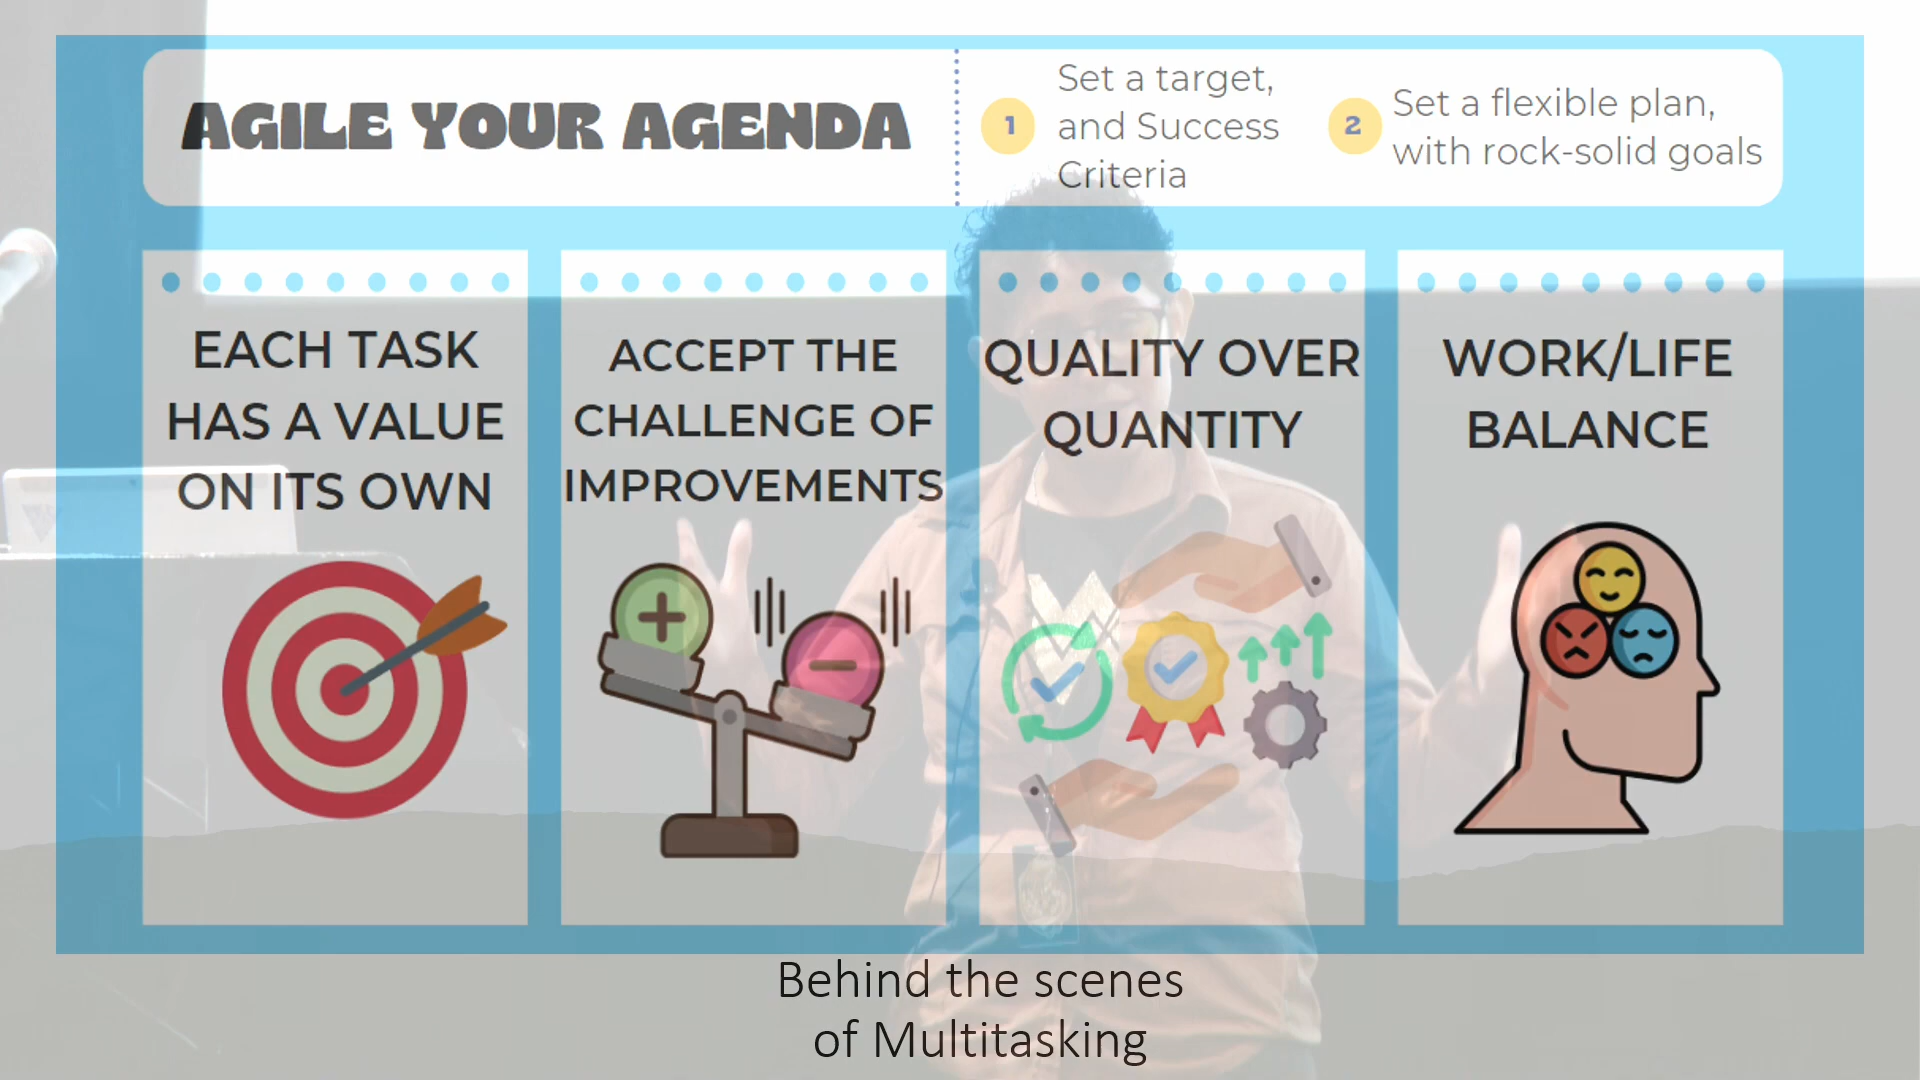 AGILE YOUR AGENDA
1
Set a target,
and Success
Criteria
2
Set a flexible plan,
with rock-solid goals
EACH TASK
HAS A VALUE
ON ITS OWN
ACCEPT THE
CHALLENGE OF
IMPROVEMENTS
QUALITY OVER
QUANTITY
WORK/LIFE
BALANCE
Behind the scenes
of Multitasking